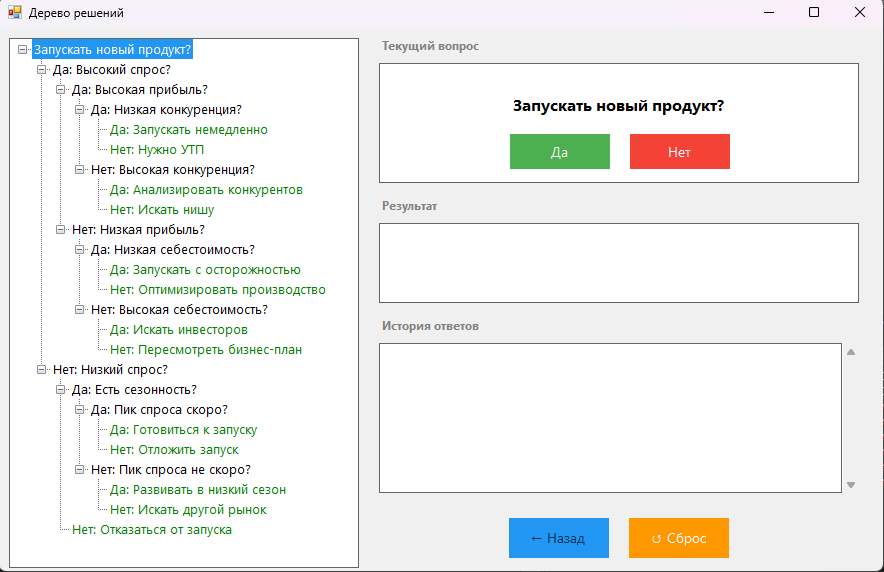 Дерево решений
Запускать новый продукт?
Да: Высокий спрос?
Да: Высокая прибыль?
Да: Низкая конкуренция?
Да: Запускать немедленно
Нет: Нужно УТП
Нет: Высокая конкуренция?
Да: Анализировать конкурентов
Нет: Искать нишу
Нет: Низкая прибыль?
Да: Низкая себестоимость?
Да: Запускать с осторожностью
Нет: Оптимизировать производство
Нет: Высокая себестоимость?
Да: Искать инвесторов
Нет: Пересмотреть бизнес-план
Нет: Низкий спрос?
Да: Есть сезонность?
Да: Пик спроса скоро?
Да: Готовиться к запуску
Нет: Отложить запуск
Нет: Пик спроса не скоро?
Да: Развивать в низкий сезон
Нет: Искать другой рынок
Нет: Отказаться от запуска
Текущий вопрос
Запускать новый продукт?
Да
Нет
Результат
История ответов
← Назад
↺ Сброс